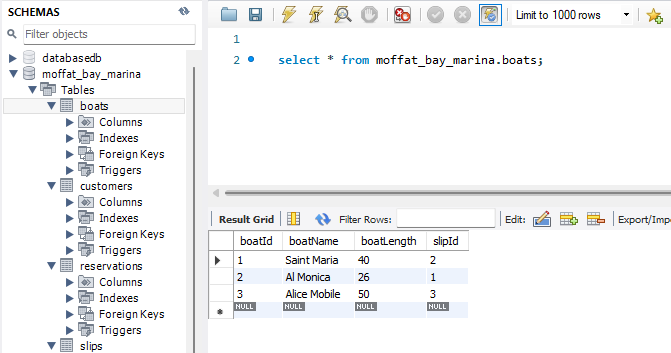 SCHEMAS
Filter objects
databasedb
moffat_bay_marina
Tables
boats
Columns
Indexes
Foreign Keys
Triggers
customers
Columns
Indexes
Foreign Keys
Triggers
reservations
Columns
Indexes
Foreign Keys
Triggers
slips
Limit to 1000 rows
1
2 select * from moffat_bay_marina.boats;
Result Grid Filter Rows: Edit: Export/Impo
boatId boatName boatLength slipId
1 Saint Maria 40 2
2 Al Monica 26 1
3 Alice Mobile 50 3
NULL NULL NULL NULL